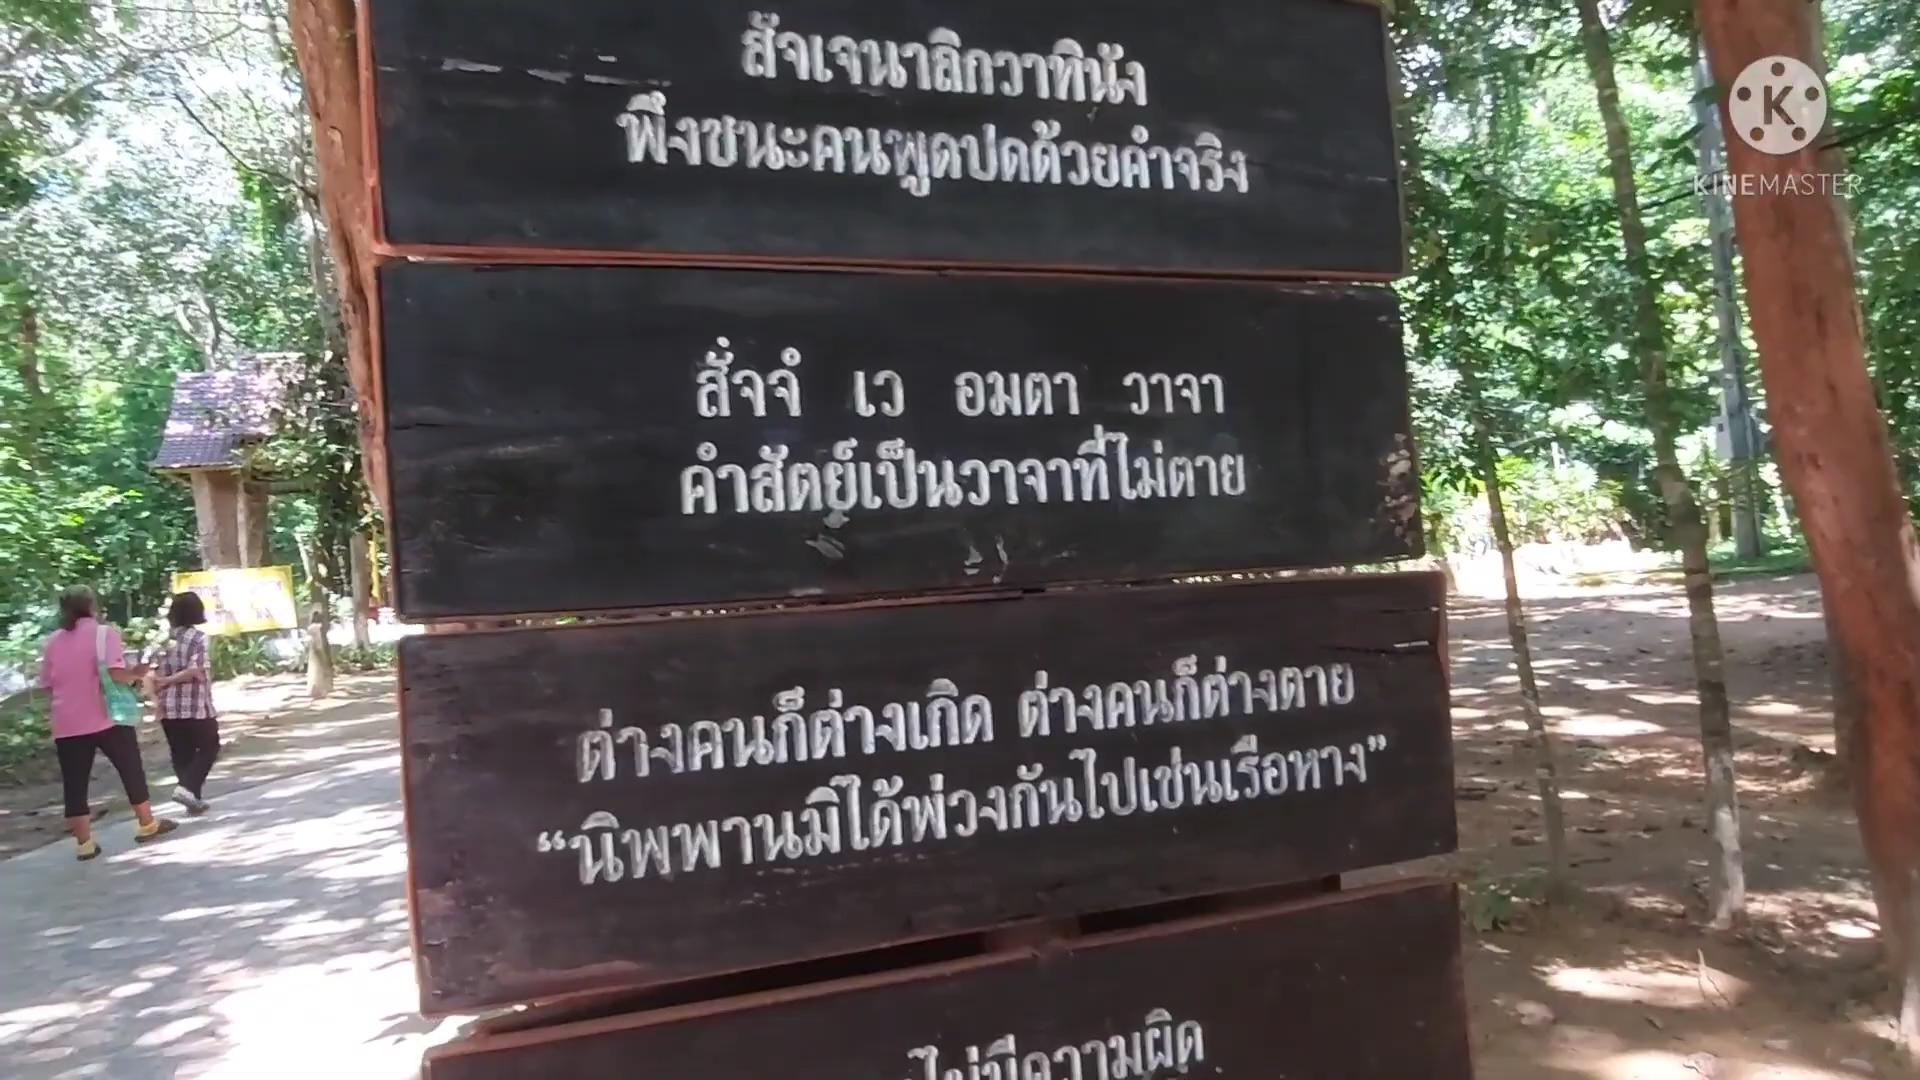 สัจเจนาลิกวาทินัง
พึงชนะคนพูดปดด้วยคำจริง
สัจจํ เว อมตา วาจา
คำสัตย์เป็นวาจาที่ไม่ตาย
ต่างคนก็ต่างเกิด ต่างคนก็ต่างตาย
“นิพพานมิได้พ่วงกันไปเช่นเรือหาง”
ไม่มีความผิด
KINEMASTER